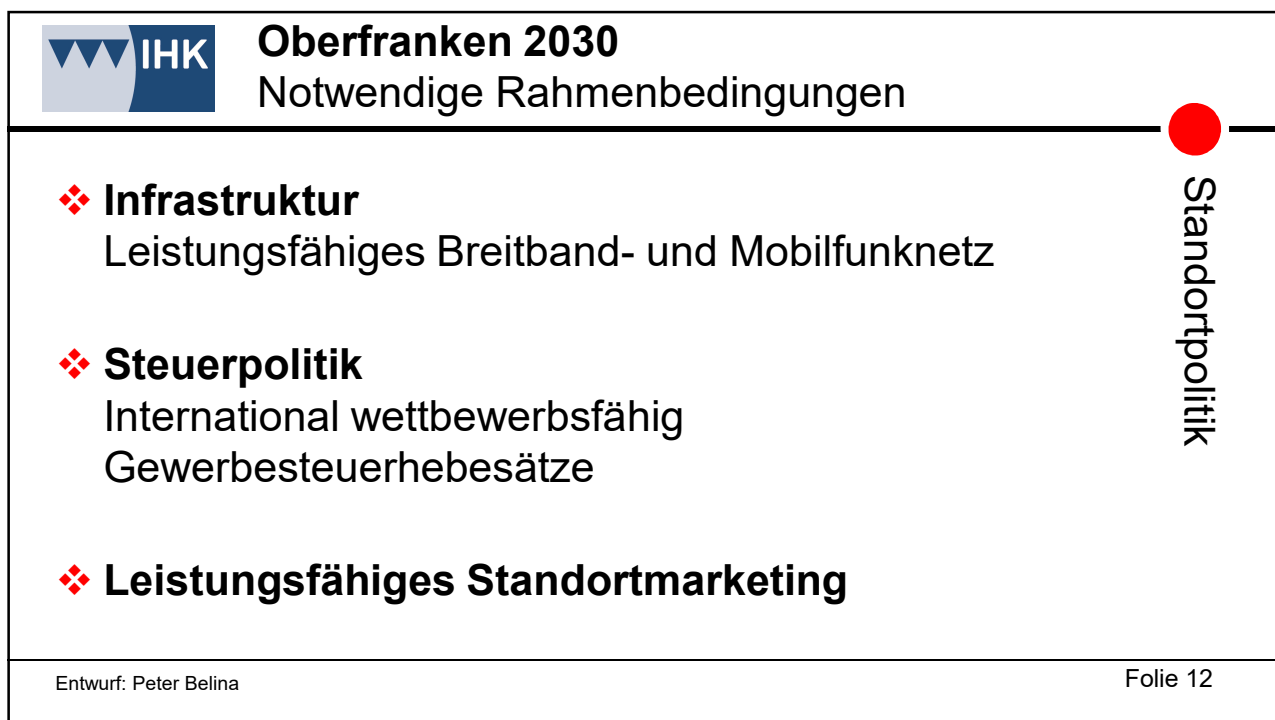 IHK
Oberfranken 2030
Notwendige Rahmenbedingungen
Infrastruktur
Leistungsfähiges Breitband- und Mobilfunknetz
Steuerpolitik
International wettbewerbsfähig
Gewerbesteuerhebesätze
Leistungsfähiges Standortmarketing
Standortpolitik
Entwurf: Peter Belina
Folie 12